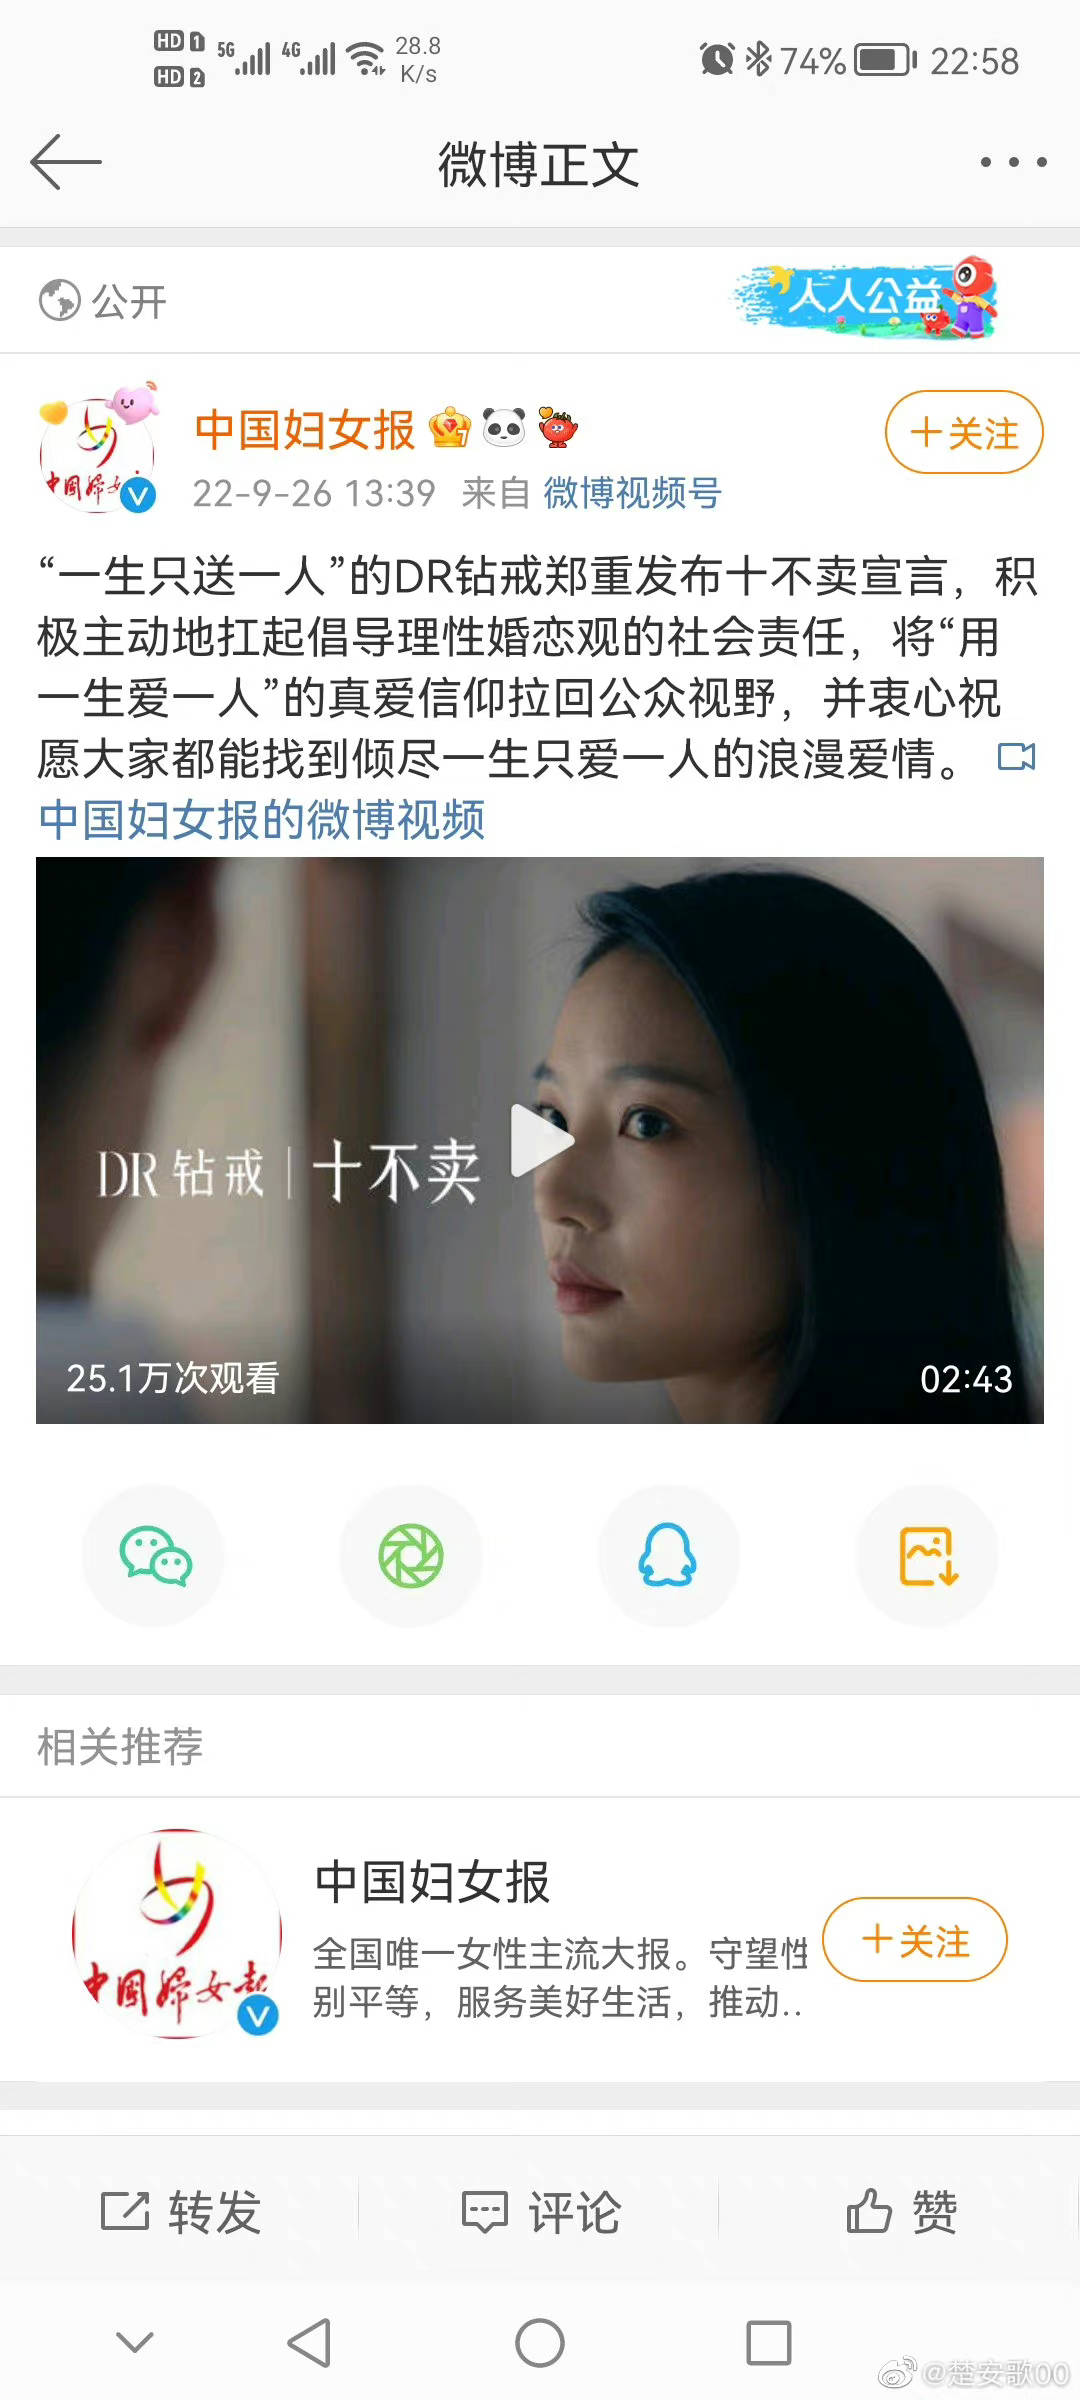 HD 1 5G 4G 28.8 74% 22:58
HD 2 K/s
微博正文
公开
人人公益
中国妇女报
+关注
22-9-26 13:39 来自 微博视频号
“一生只送一人”的DR钻戒郑重发布十不卖宣言，积
极主动地扛起倡导理性婚恋观的社会责任，将“用
一生爱一人”的真爱信仰拉回公众视野，并衷心祝
愿大家都能找到倾尽一生只爱一人的浪漫爱情。
中国妇女报的微博视频
DR 钻戒 | 十不卖
25.1万次观看 02:43
相关推荐
中国妇女报
中国妇女报
全国唯一女性主流大报。守望性
别平等，服务美好生活，推动..
+关注
转发 评论 赞
@楚安歌00